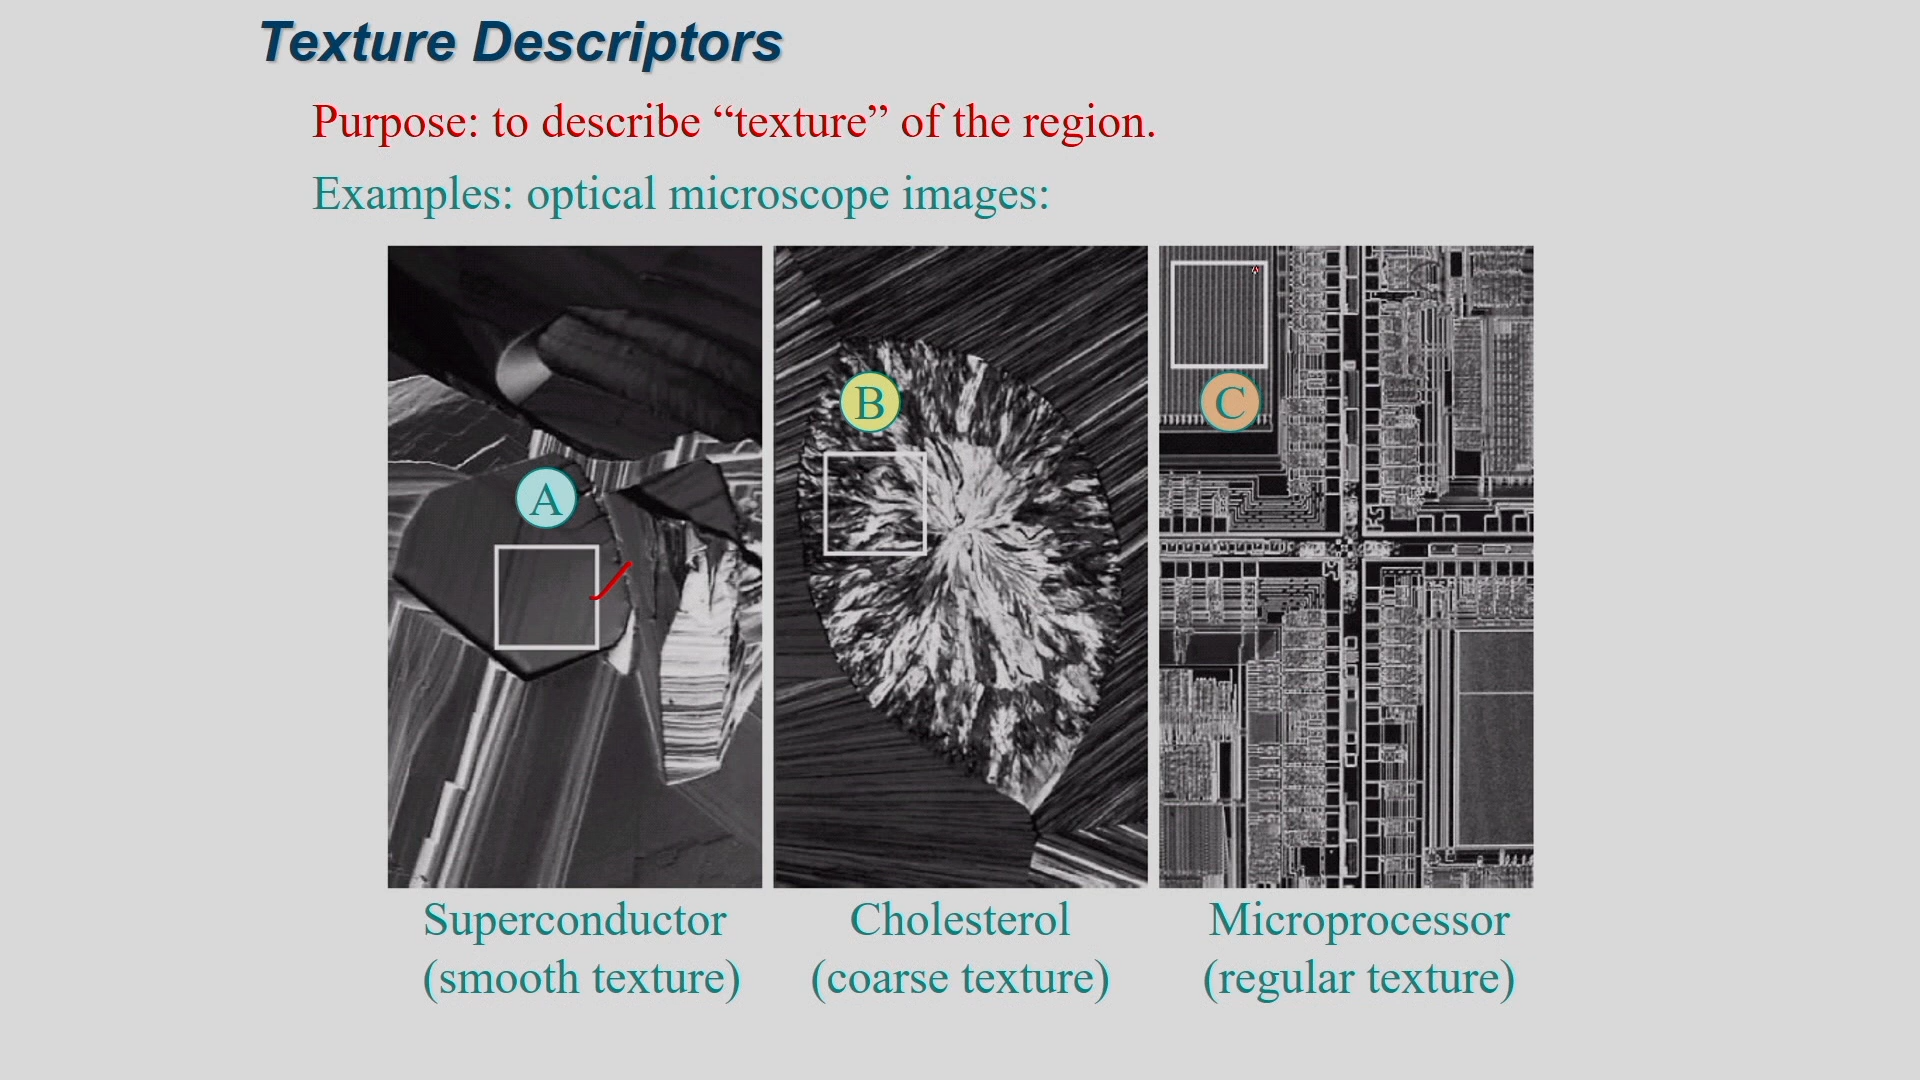 Texture Descriptors
Purpose: to describe “texture” of the region.
Examples: optical microscope images:
A
B
C
Superconductor
(smooth texture)
Cholesterol
(coarse texture)
Microprocessor
(regular texture)